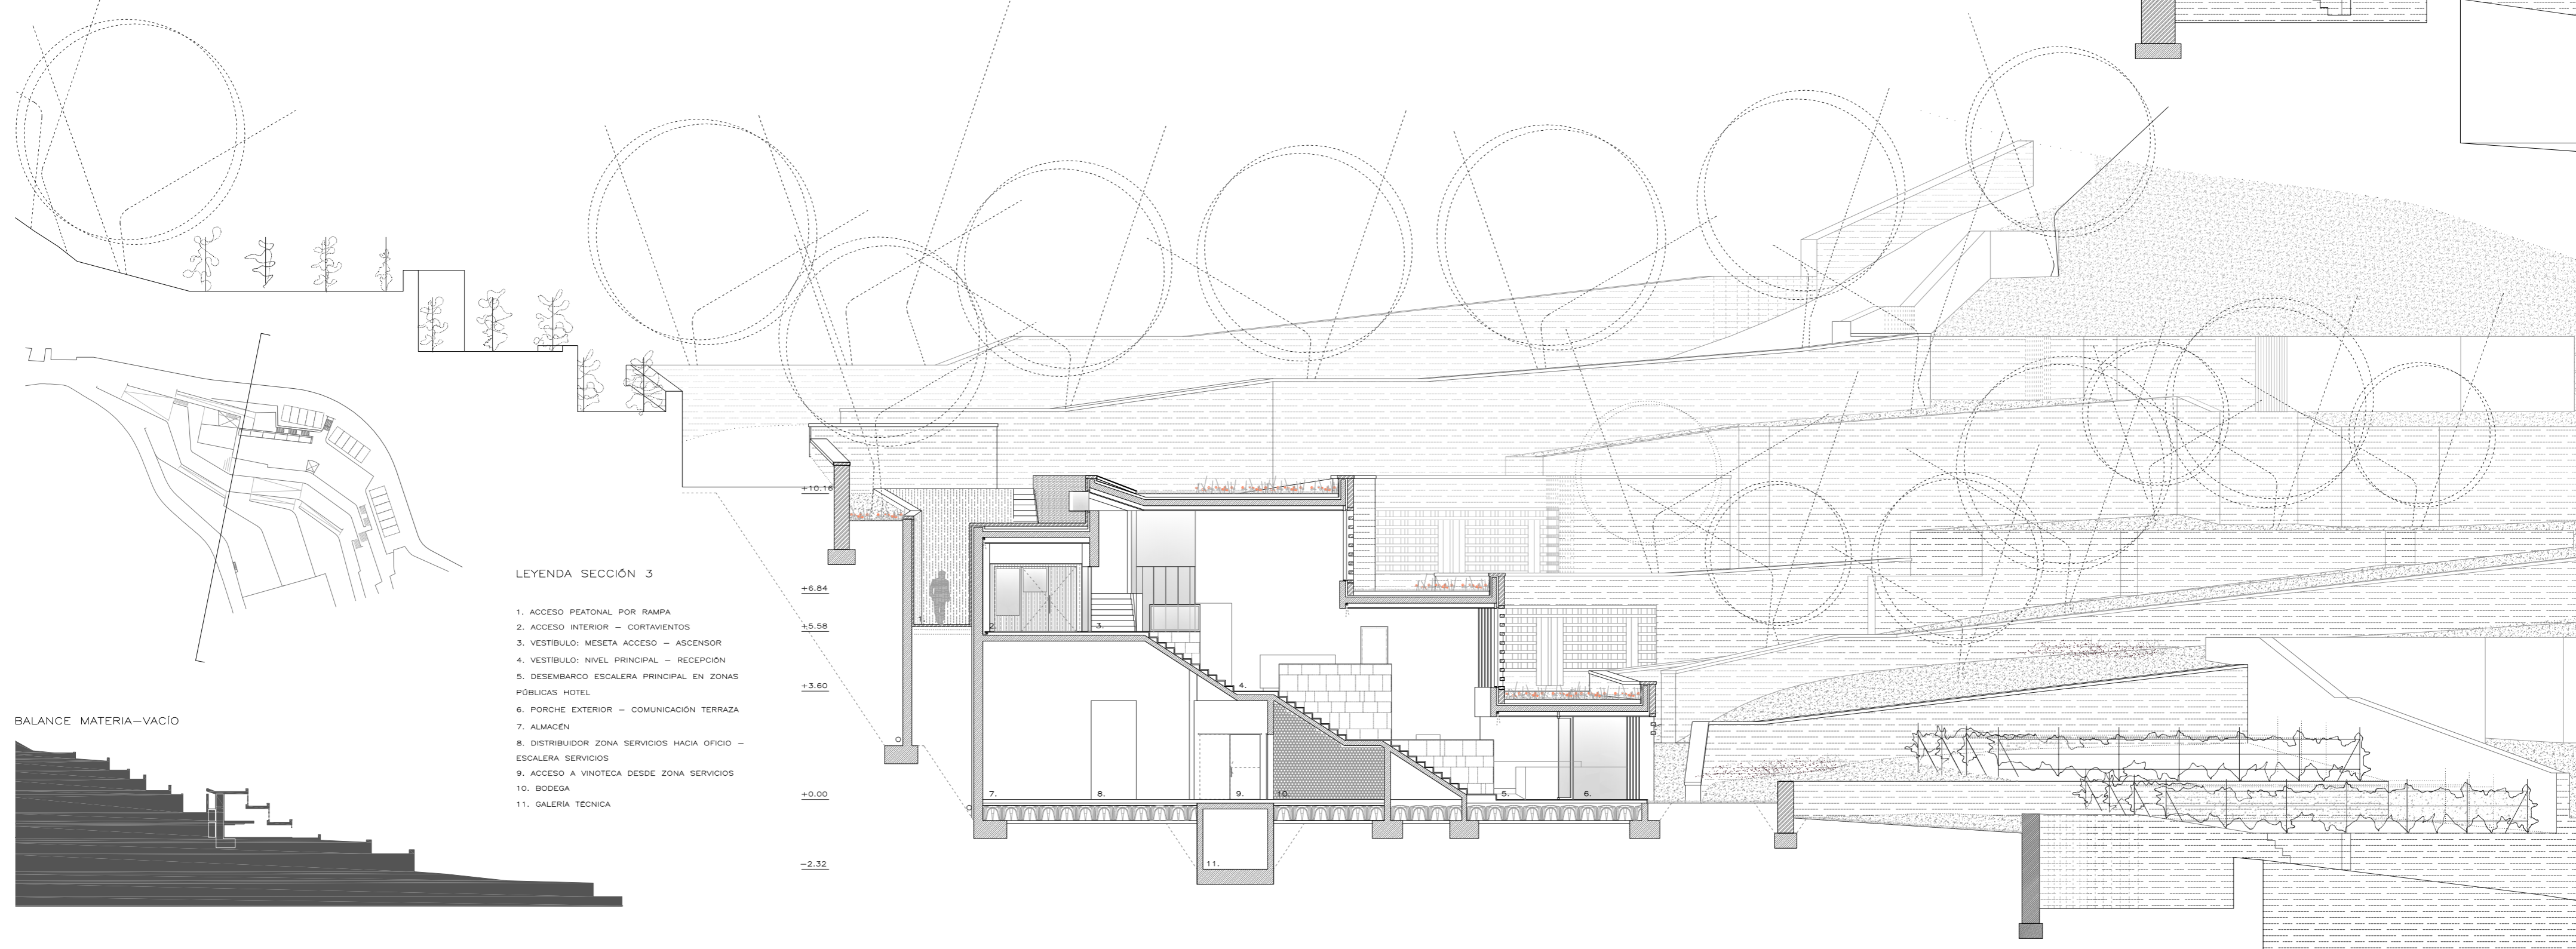 LEYENDA SECCIÓN 3
1. ACCESO PEATONAL POR RAMPA
2. ACCESO INTERIOR – CORTAVIENTOS
3. VESTÍBULO: MESETA ACCESO – ASCENSOR
4. VESTÍBULO: NIVEL PRINCIPAL – RECEPCIÓN
5. DESEMBARCO ESCALERA PRINCIPAL EN ZONAS
PÚBLICAS HOTEL
6. PORCHE EXTERIOR – COMUNICACIÓN TERRAZA
7. ALMACÉN
8. DISTRIBUIDOR ZONA SERVICIOS HACIA OFICIO –
ESCALERA SERVICIOS
9. ACCESO A VINOTECA DESDE ZONA SERVICIOS
10. BODEGA
11. GALERÍA TÉCNICA
BALANCE MATERIA–VACÍO
+10.16
+6.84
+5.58
+3.60
+0.00
–2.32
1.
2.
3.
4.
7.
8.
9.
10.
5.
6.
11.